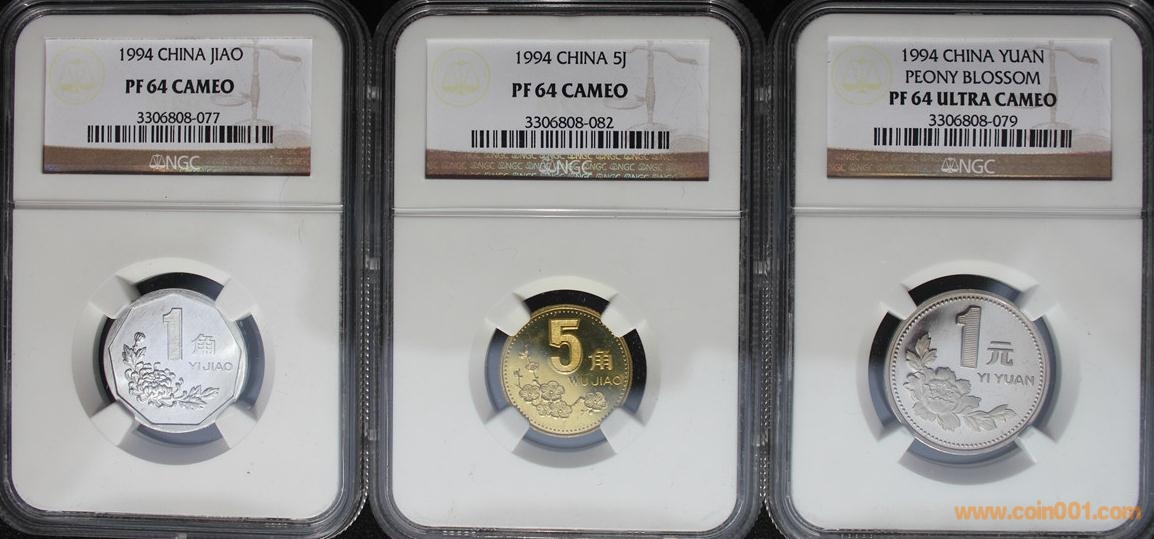 1994 CHINA JIAO
PF 64 CAMEO
3306808-077
NGC
1
角
YI JIAO
1994 CHINA 5J
PF 64 CAMEO
3306808-082
NGC
5
角
WU JIAO
1994 CHINA YUAN
PEONY BLOSSOM
PF 64 ULTRA CAMEO
3306808-079
NGC
1
元
YI YUAN
www.coin001.com